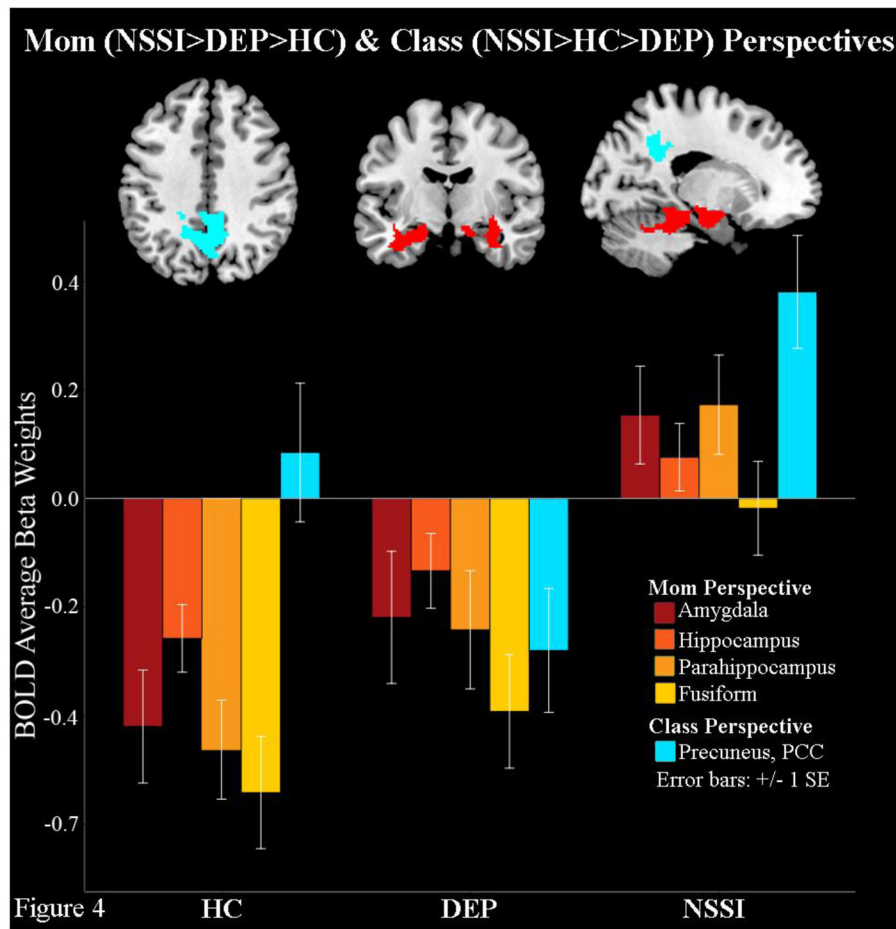 Mom (NSSI>DEP>HC) & Class (NSSI>HC>DEP) Perspectives
BOLD Average Beta Weights
0.4
0.2
0.0
-0.2
-0.4
-0.7
Mom Perspective
Amygdala
Hippocampus
Parahippocampus
Fusiform
Class Perspective
Precuneus, PCC
Error bars: +/- 1 SE
Figure 4
HC
DEP
NSSI